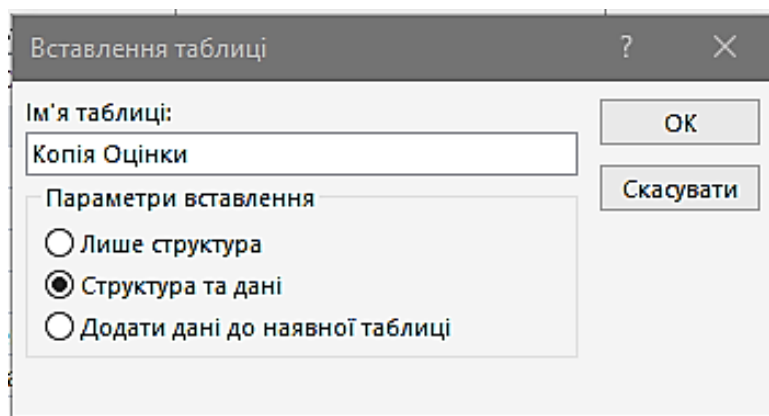 Вставлення таблиці
?
Ім'я таблиці:
Копія Оцінки
OK
Скасувати
Параметри вставлення
Лише структура
Структура та дані
Додати дані до наявної таблиці